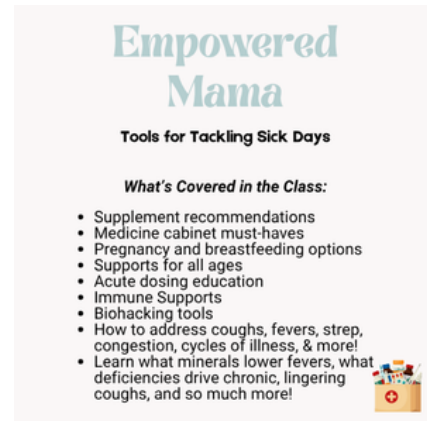 Empowered
Mama
Tools for Tackling Sick Days
What's Covered in the Class:
• Supplement recommendations
• Medicine cabinet must-haves
• Pregnancy and breastfeeding options
• Supports for all ages
• Acute dosing education
• Immune Supports
• Biohacking tools
• How to address coughs, fevers, strep,
congestion, cycles of illness, & more!
• Learn what minerals lower fevers, what
deficiencies drive chronic, lingering
coughs, and so much more!